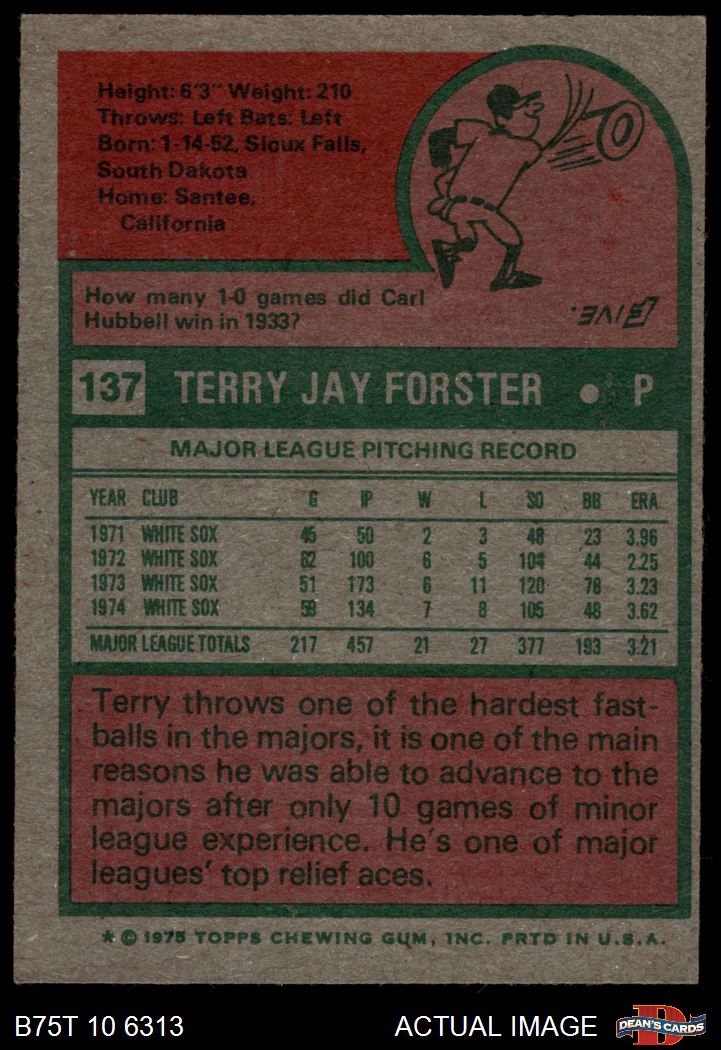 Height: 6'3" Weight: 210
Throws: Left Bats: Left
Born: 1-14-52, Sioux Falls,
South Dakota
Home: Santee,
California
How many 1-0 games did Carl
Hubbell win in 1933?
Five.
137 TERRY JAY FORSTER • P
MAJOR LEAGUE PITCHING RECORD
YEAR CLUB G IP W L SO BB ERA
1971 WHITE SOX 45 50 2 3 48 23 3.96
1972 WHITE SOX 62 100 6 5 104 44 2.25
1973 WHITE SOX 51 173 6 11 120 78 3.23
1974 WHITE SOX 59 134 7 8 105 48 3.62
MAJOR LEAGUE TOTALS 217 457 21 27 377 193 3.21
Terry throws one of the hardest fast-
balls in the majors, it is one of the main
reasons he was able to advance to the
majors after only 10 games of minor
league experience. He's one of major
leagues' top relief aces.
* © 1975 TOPPS CHEWING GUM, INC. PRTD IN U.S.A.
B75T 10 6313 ACTUAL IMAGE D DEAN'S CARDS